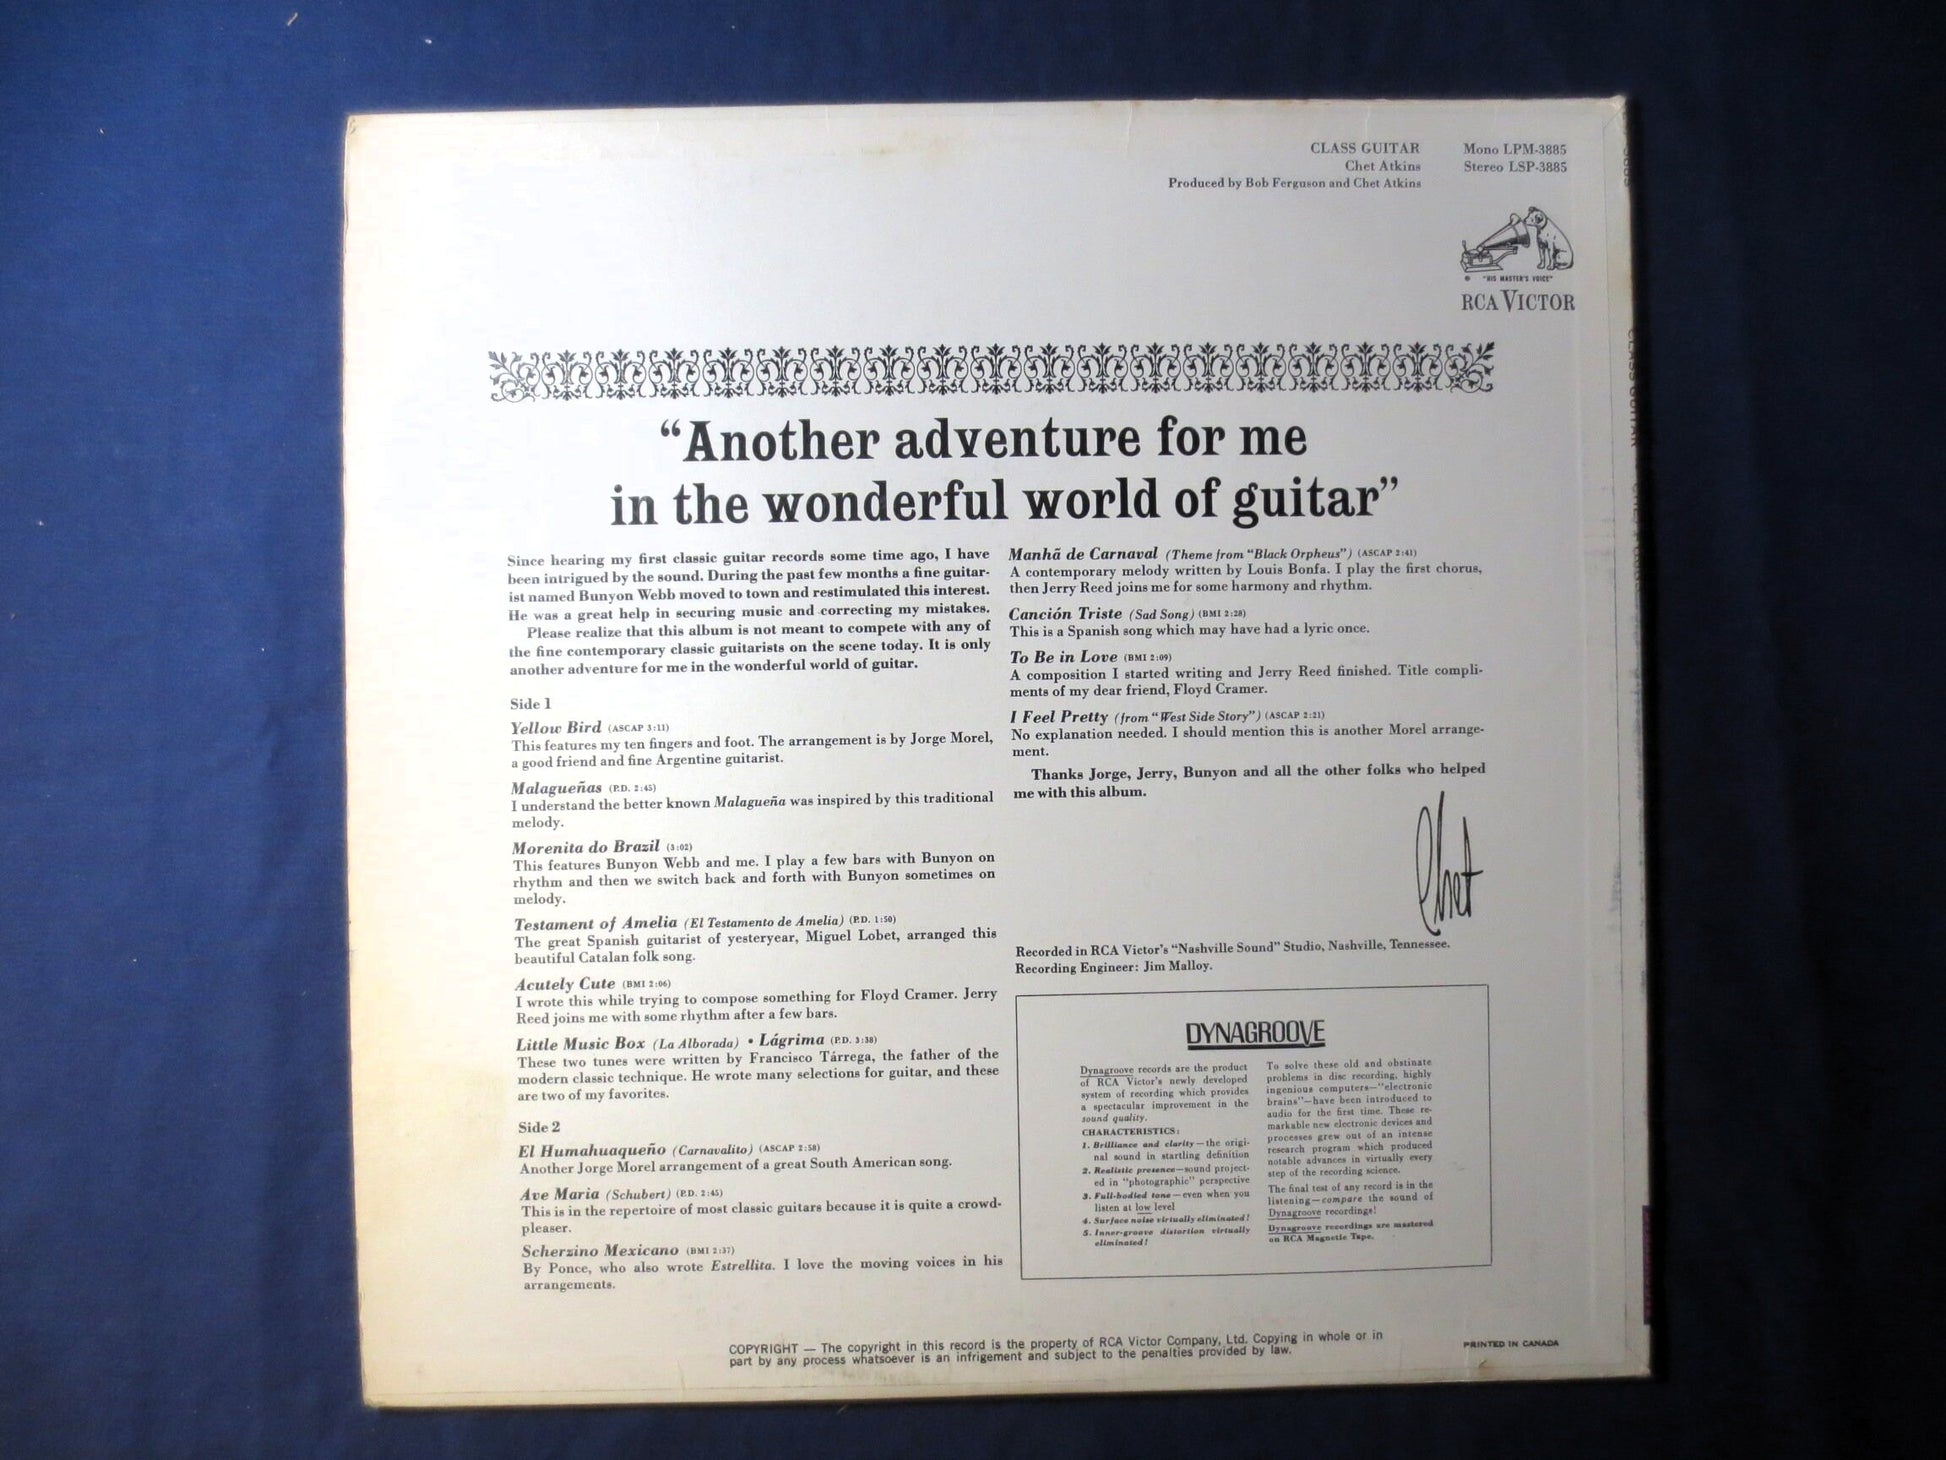 CLASS GUITAR
Chet Atkins
Produced by Bob Ferguson and Chet Atkins
Mono LPM-3885
Stereo LSP-3885
"HIS MASTER'S VOICE"
RCA VICTOR
"Another adventure for me
in the wonderful world of guitar"
Since hearing my first classic guitar records some time ago, I have
been intrigued by the sound. During the past few months a fine guitar-
ist named Bunyon Webb moved to town and restimulated this interest.
He was a great help in securing music and correcting my mistakes.
Please realize that this album is not meant to compete with any of
the fine contemporary classic guitarists on the scene today. It is only
another adventure for me in the wonderful world of guitar.
Side 1
Yellow Bird (ASCAP 3:11)
This features my ten fingers and foot. The arrangement is by Jorge Morel,
a good friend and fine Argentine guitarist.
Malagueñas (P.D. 2:45)
I understand the better known Malagueña was inspired by this traditional
melody.
Morenita do Brazil (3:02)
This features Bunyon Webb and me. I play a few bars with Bunyon on
rhythm and then we switch back and forth with Bunyon sometimes on
melody.
Testament of Amelia (El Testamento de Amelia) (P.D. 1:50)
The great Spanish guitarist of yesteryear, Miguel Lobet, arranged this
beautiful Catalan folk song.
Acutely Cute (BMI 2:06)
I wrote this while trying to compose something for Floyd Cramer. Jerry
Reed joins me with some rhythm after a few bars.
Little Music Box (La Alborada) • Lágrima (P.D. 3:38)
These two tunes were written by Francisco Tárrega, the father of the
modern classic technique. He wrote many selections for guitar, and these
are two of my favorites.
Side 2
El Humahuaqueño (Carnavalito) (ASCAP 2:58)
Another Jorge Morel arrangement of a great South American song.
Ave Maria (Schubert) (P.D. 2:45)
This is in the repertoire of most classic guitars because it is quite a crowd-
pleaser.
Scherzino Mexicano (BMI 2:37)
By Ponce, who also wrote Estrellita. I love the moving voices in his
arrangements.
Manhã de Carnaval (Theme from "Black Orpheus") (ASCAP 2:41)
A contemporary melody written by Louis Bonfa. I play the first chorus,
then Jerry Reed joins me for some harmony and rhythm.
Canción Triste (Sad Song) (BMI 2:28)
This is a Spanish song which may have had a lyric once.
To Be in Love (BMI 2:09)
A composition I started writing and Jerry Reed finished. Title compli-
ments of my dear friend, Floyd Cramer.
I Feel Pretty (from "West Side Story") (ASCAP 2:21)
No explanation needed. I should mention this is another Morel arrange-
ment.
Thanks Jorge, Jerry, Bunyon and all the other folks who helped
me with this album.
Chet
Recorded in RCA Victor's "Nashville Sound" Studio, Nashville, Tennessee.
Recording Engineer: Jim Malloy.
DYNAGROOVE
Dynagroove records are the product
of RCA Victor's newly developed
system of recording which provides
a spectacular improvement in the
sound quality.
CHARACTERISTICS:
1. Brilliance and clarity—the origi-
nal sound in startling definition
2. Realistic presence—sound project-
ed in "photographic" perspective
3. Full-bodied tone—even when you
listen at low level
4. Surface noise virtually eliminated!
5. Inner-groove distortion virtually
eliminated!
To solve these old and obstinate
problems in disc recording, highly
ingenious computers—"electronic
brains"—have been introduced to
audio for the first time. These re-
markable new electronic devices and
processes grew out of an intense
research program which produced
notable advances in virtually every
step of the recording science.
The final test of any record is in the
listening—compare the sound of
Dynagroove recordings!
Dynagroove recordings are mastered
on RCA Magnetic Tape.
COPYRIGHT — The copyright in this record is the property of RCA Victor Company, Ltd. Copying in whole or in
part by any process whatsoever is an infrigement and subject to the penalties provided by law.
PRINTED IN CANADA